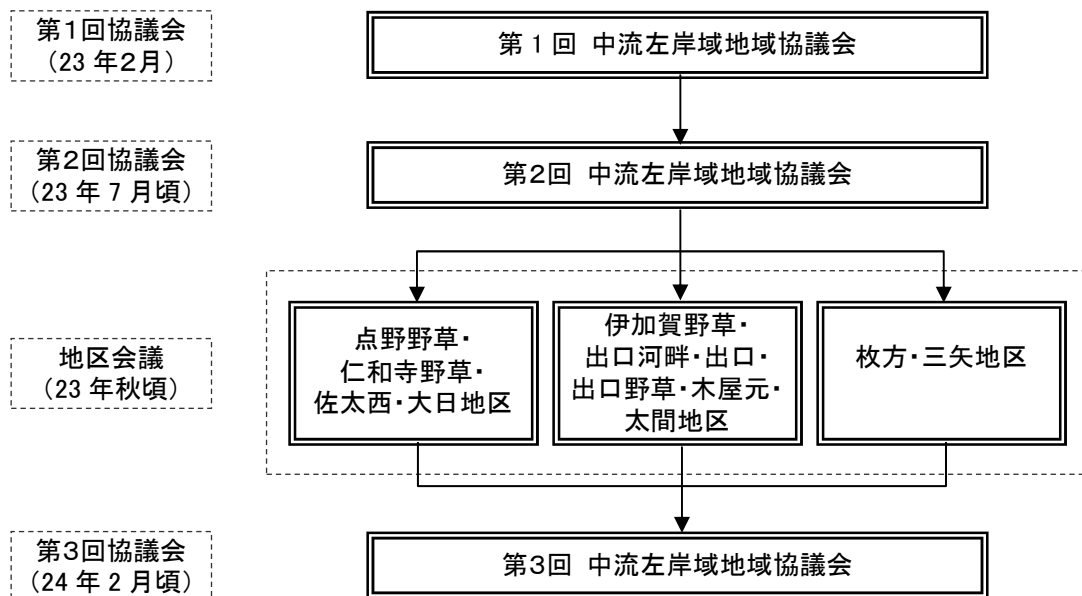 第1回協議会
（23 年2月）
第 1 回 中流左岸域地域協議会
第2回協議会
（23 年 7 月頃）
第2回 中流左岸域地域協議会
地区会議
（23 年秋頃）
点野野草・
仁和寺野草・
佐太西・大日地区
伊加賀野草・
出口河畔・出口・
出口野草・木屋元・
太間地区
枚方・三矢地区
第3回協議会
（24 年 2 月頃）
第3回 中流左岸域地域協議会